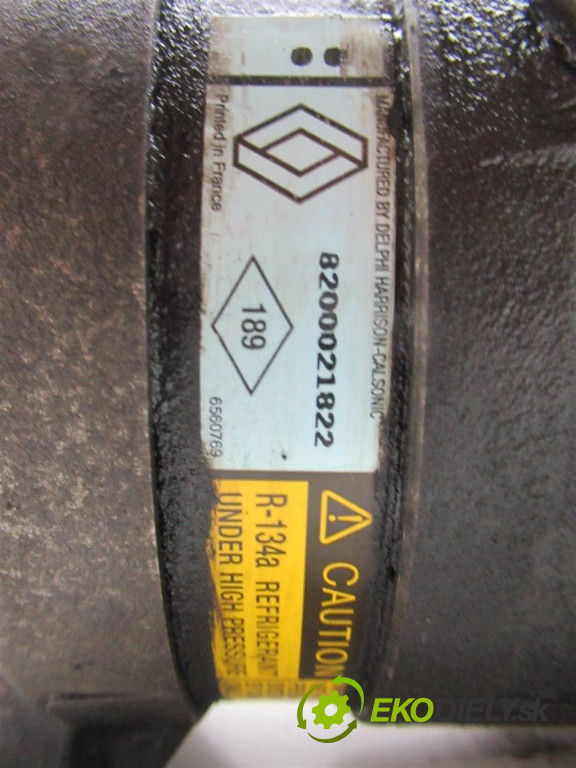 MANUFACTURED BY DELPHI HARRISON-CALSONIC
8200021822
189
Printed in France
6560769
CAUTION
R-134a REFRIGERANT
UNDER HIGH PRESSURE
EKODIELY.sk